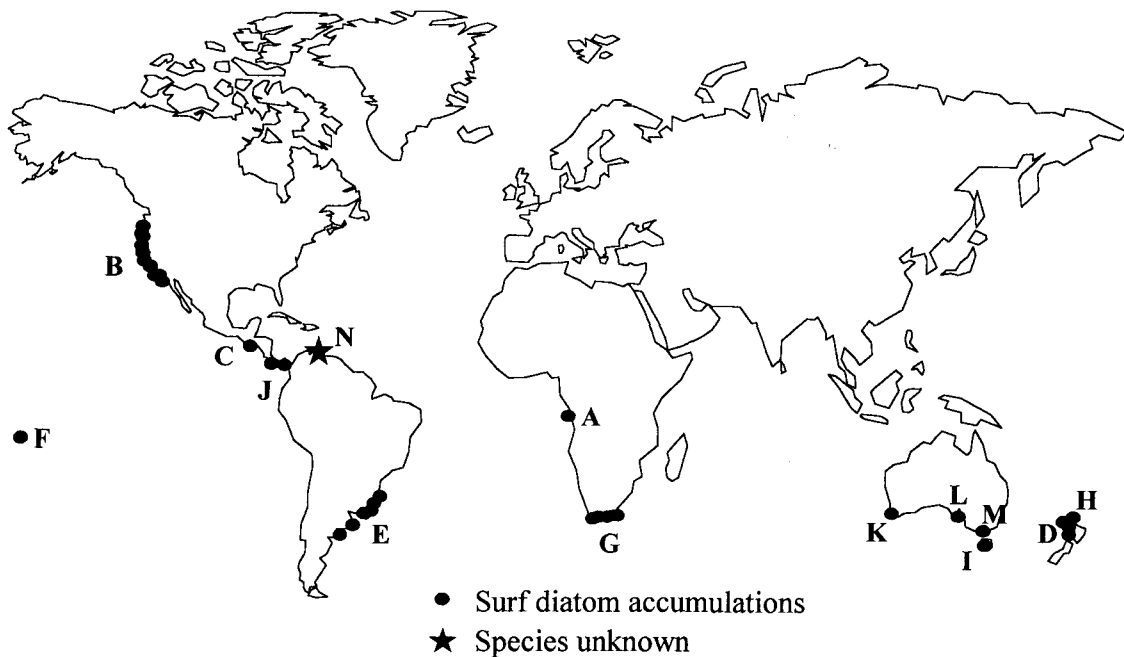 B
N
C
J
A
F
E
G
H
L
M
K
D
I
Surf diatom accumulations
Species unknown